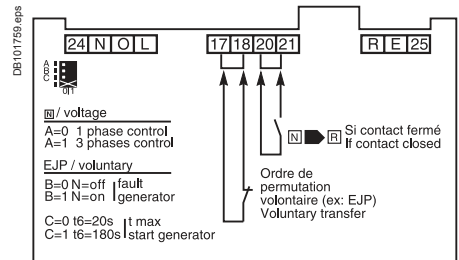 DB101759.eps
24 N O L
17 18 20 21
R E 25
A
B
C
0 1
N / voltage
A=0 1 phase control
A=1 3 phases control
EJP / voluntary
B=0 N=off fault
B=1 N=on generator
C=0 t6=20s t max
C=1 t6=180s start generator
N R Si contact fermé
If contact closed
Ordre de
permutation
volontaire (ex: EJP)
Voluntary transfer